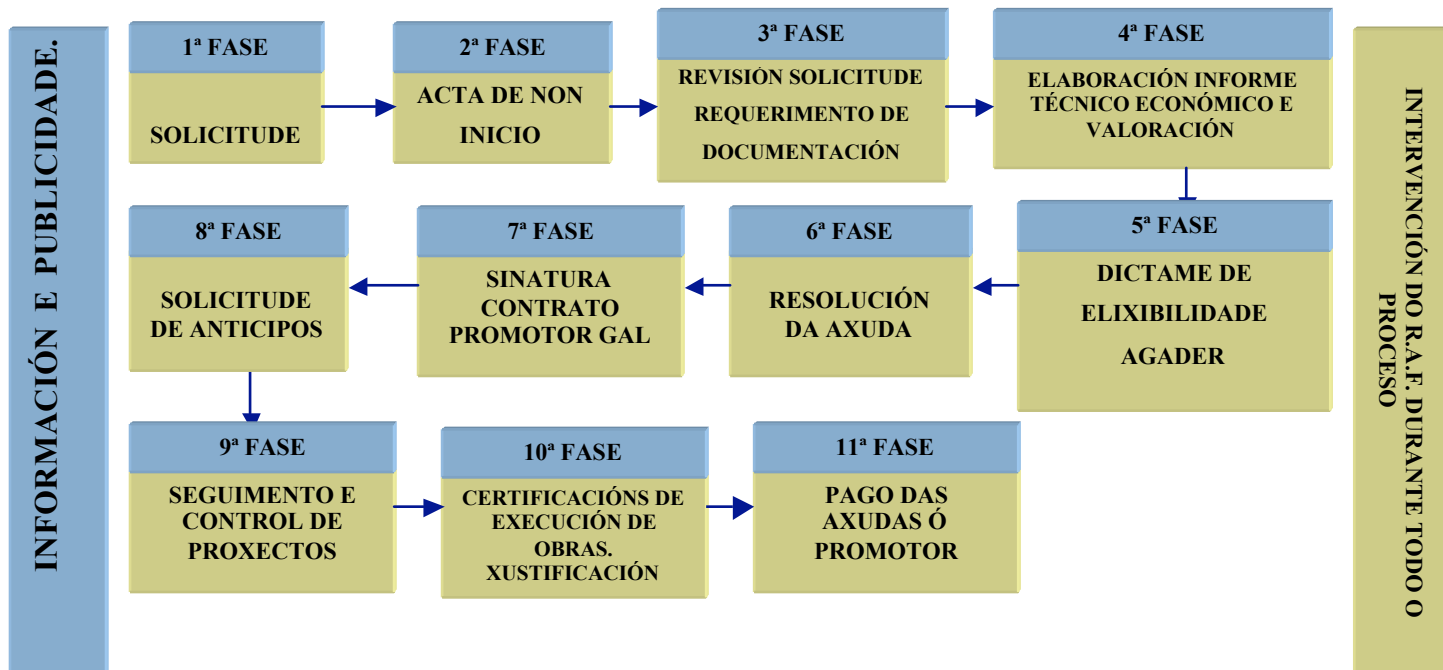 INFORMACIÓN E PUBLICIDADE.
1ª FASE
SOLICITUDE
2ª FASE
ACTA DE NON
INICIO
3ª FASE
REVISIÓN SOLICITUDE
REQUERIMENTO DE
DOCUMENTACIÓN
4ª FASE
ELABORACIÓN INFORME
TÉCNICO ECONÓMICO E
VALORACIÓN
5ª FASE
DICTAME DE
ELIXIBILIDADE
AGADER
6ª FASE
RESOLUCIÓN
DA AXUDA
7ª FASE
SINATURA
CONTRATO
PROMOTOR GAL
8ª FASE
SOLICITUDE
DE ANTICIPOS
9ª FASE
SEGUIMENTO E
CONTROL DE
PROXECTOS
10ª FASE
CERTIFICACIÓNS DE
EXECUCIÓN DE
OBRAS.
XUSTIFICACIÓN
11ª FASE
PAGO DAS
AXUDAS Ó
PROMOTOR
INTERVENCIÓN DO R.A.F. DURANTE TODO O
PROCESO